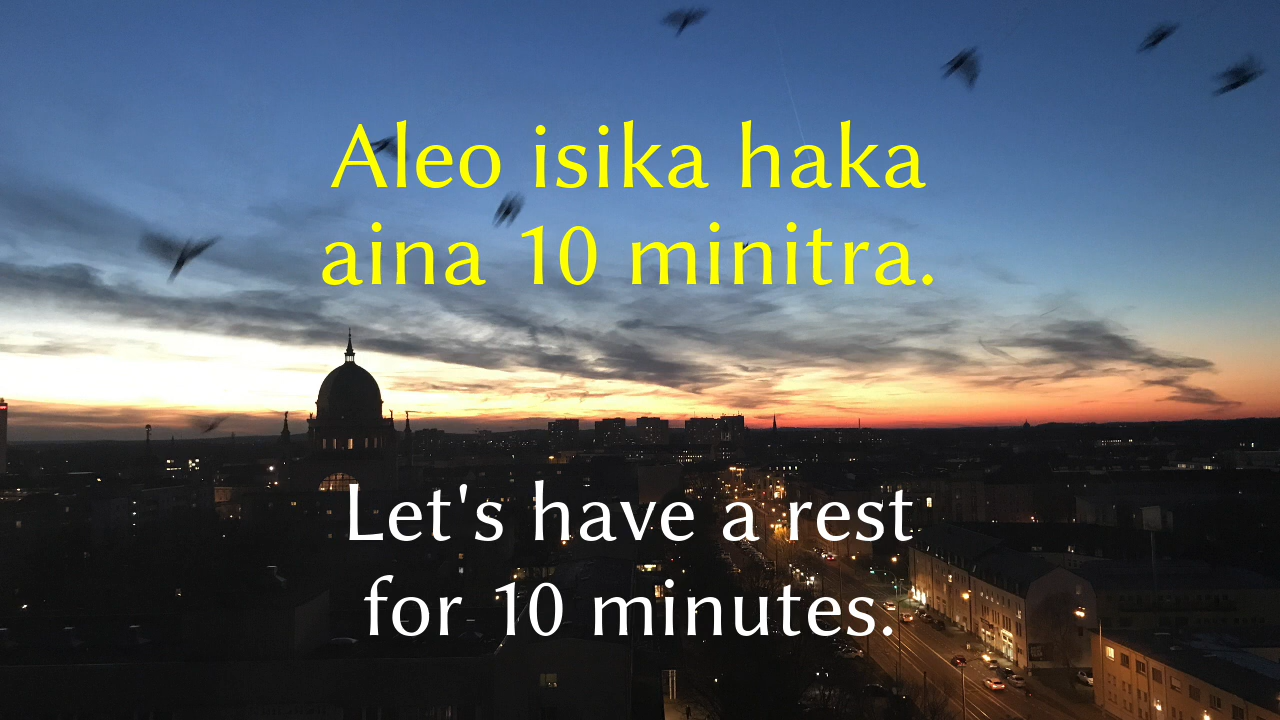 Aleo isika haka
aina 10 minitra.
Let's have a rest
for 10 minutes.